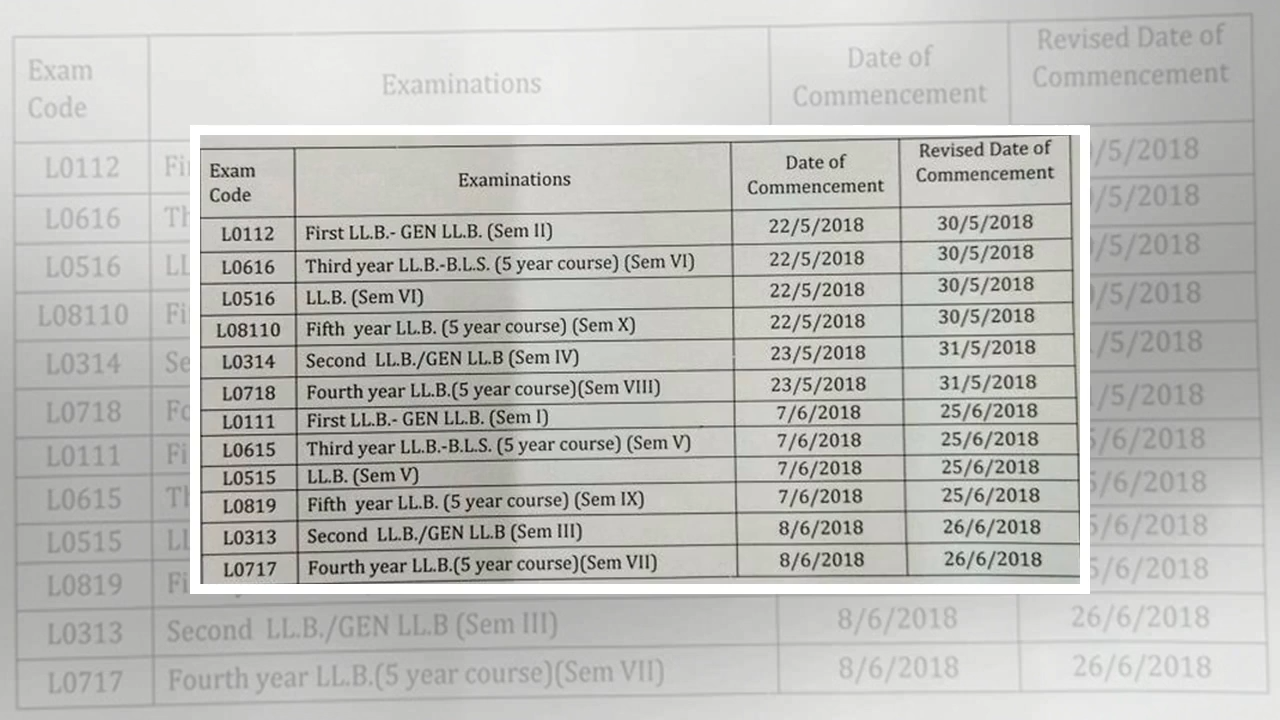 Exam Code Examinations Date of Commencement Revised Date of Commencement
L0112 First LL.B.- GEN LL.B. (Sem II) 22/5/2018 30/5/2018
L0616 Third year LL.B.-B.L.S. (5 year course) (Sem VI) 22/5/2018 30/5/2018
L0516 LL.B. (Sem VI) 22/5/2018 30/5/2018
L08110 Fifth year LL.B. (5 year course) (Sem X) 22/5/2018 30/5/2018
L0314 Second LL.B./GEN LL.B (Sem IV) 23/5/2018 31/5/2018
L0718 Fourth year LL.B.(5 year course)(Sem VIII) 23/5/2018 31/5/2018
L0111 First LL.B.- GEN LL.B. (Sem I) 7/6/2018 25/6/2018
L0615 Third year LL.B.-B.L.S. (5 year course) (Sem V) 7/6/2018 25/6/2018
L0515 LL.B. (Sem V) 7/6/2018 25/6/2018
L0819 Fifth year LL.B. (5 year course) (Sem IX) 7/6/2018 25/6/2018
L0313 Second LL.B./GEN LL.B (Sem III) 8/6/2018 26/6/2018
L0717 Fourth year LL.B.(5 year course)(Sem VII) 8/6/2018 26/6/2018